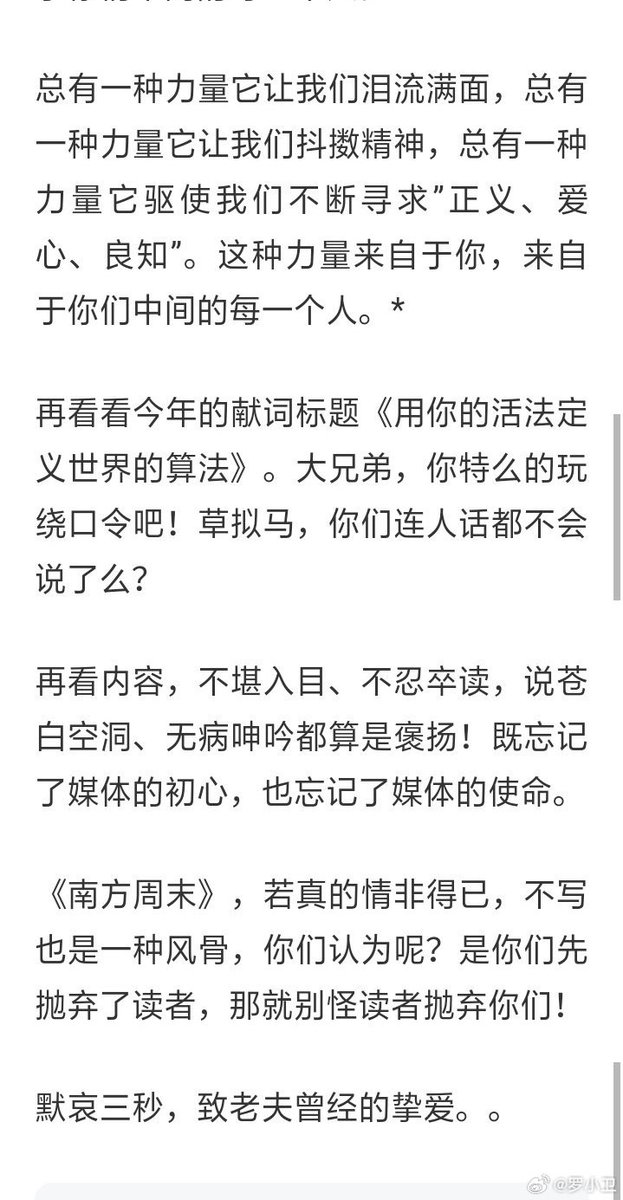 总有一种力量它让我们泪流满面，总有
一种力量它让我们抖擞精神，总有一种
力量它驱使我们不断寻求”正义、爱
心、良知”。这种力量来自于你，来自
于你们中间的每一个人。*
再看看今年的献词标题《用你的活法定
义世界的算法》。大兄弟，你特么的玩
绕口令吧！草拟马，你们连人话都不会
说了么？
再看内容，不堪入目、不忍卒读，说苍
白空洞、无病呻吟都算是褒扬！既忘记
了媒体的初心，也忘记了媒体的使命。
《南方周末》，若真的情非得已，不写
也是一种风骨，你们认为呢？是你们先
抛弃了读者，那就别怪读者抛弃你们！
默哀三秒，致老夫曾经的挚爱。。
@罗小卫